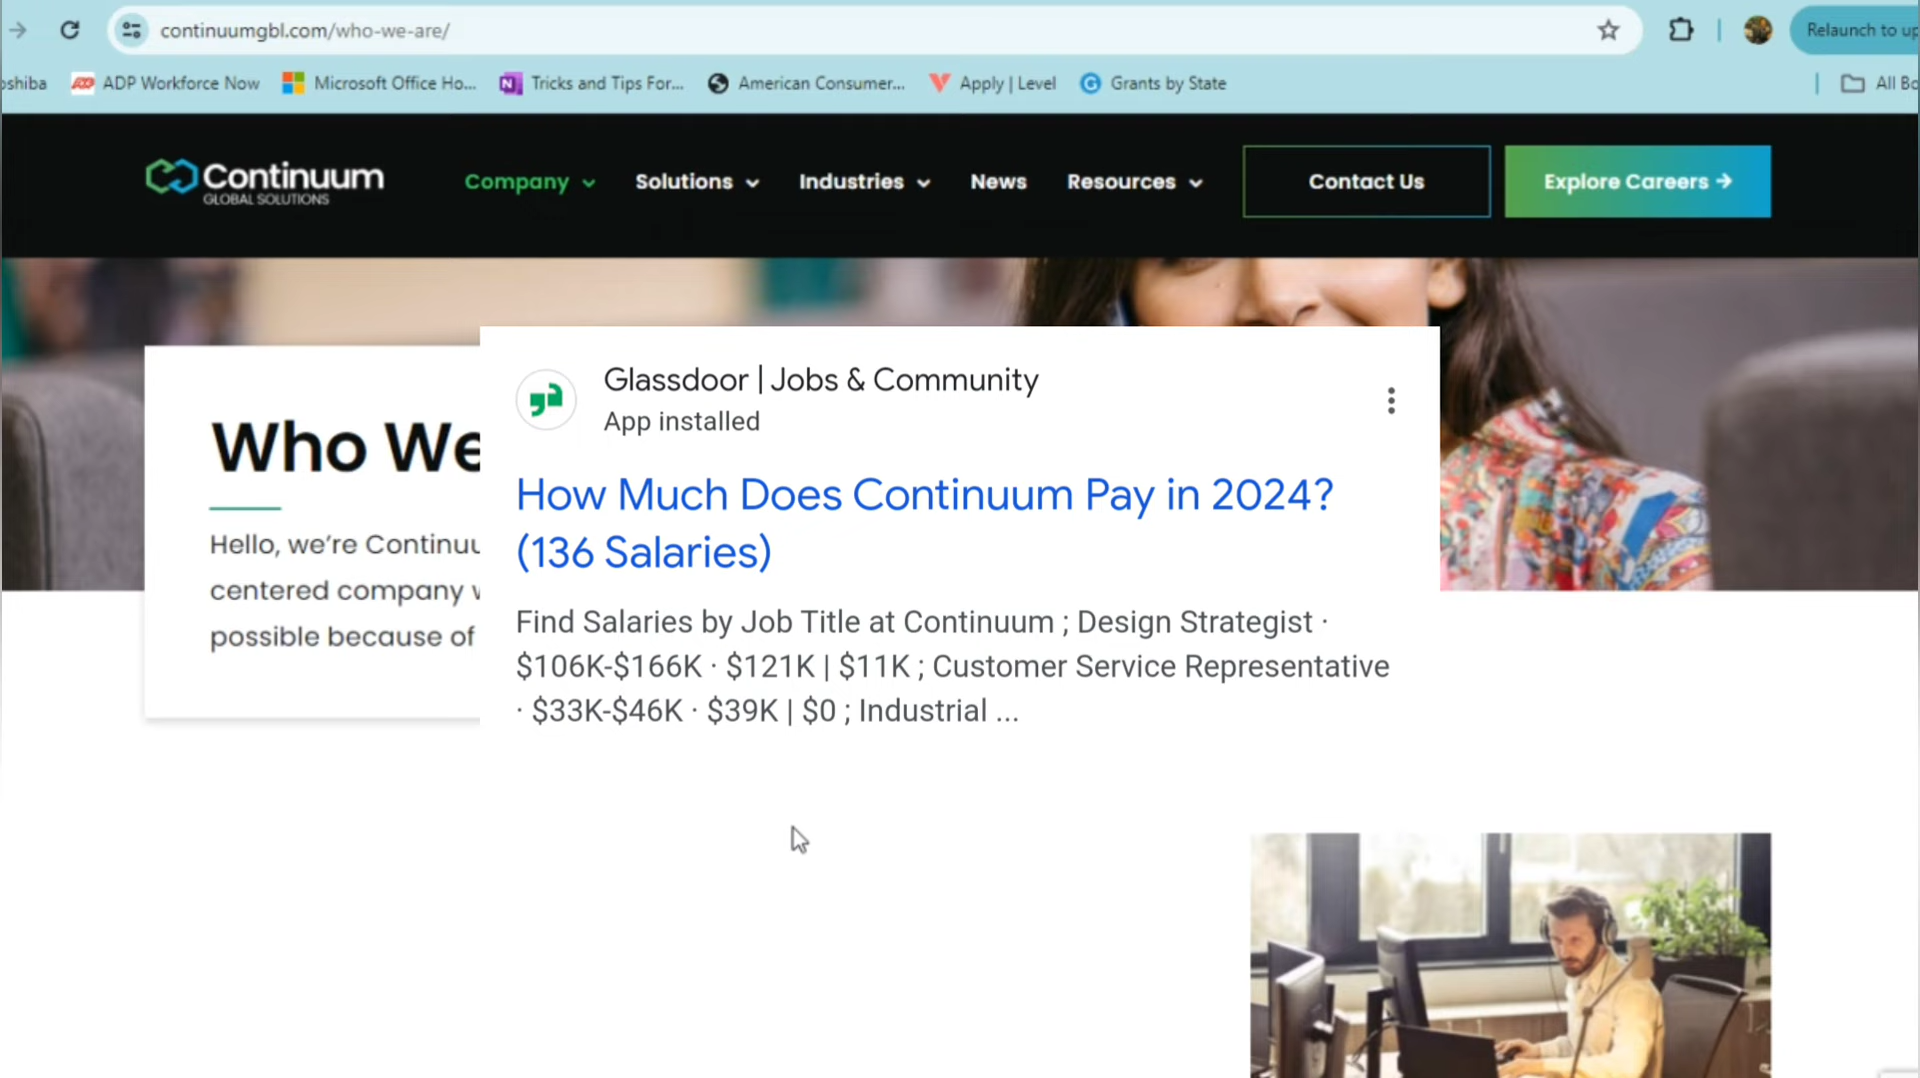 continuumgbl.com/who-we-are/
Relaunch to up
oshiba
ADP Workforce Now
Microsoft Office Ho...
Tricks and Tips For...
American Consumer...
Apply | Level
Grants by State
All Bo
Continuum
GLOBAL SOLUTIONS
Company
Solutions
Industries
News
Resources
Contact Us
Explore Careers →
Who We
Hello, we're Continuu
centered company w
possible because of
Glassdoor | Jobs & Community
App installed
How Much Does Continuum Pay in 2024?
(136 Salaries)
Find Salaries by Job Title at Continuum ; Design Strategist ·
$106K-$166K · $121K | $11K ; Customer Service Representative
· $33K-$46K · $39K | $0 ; Industrial ...